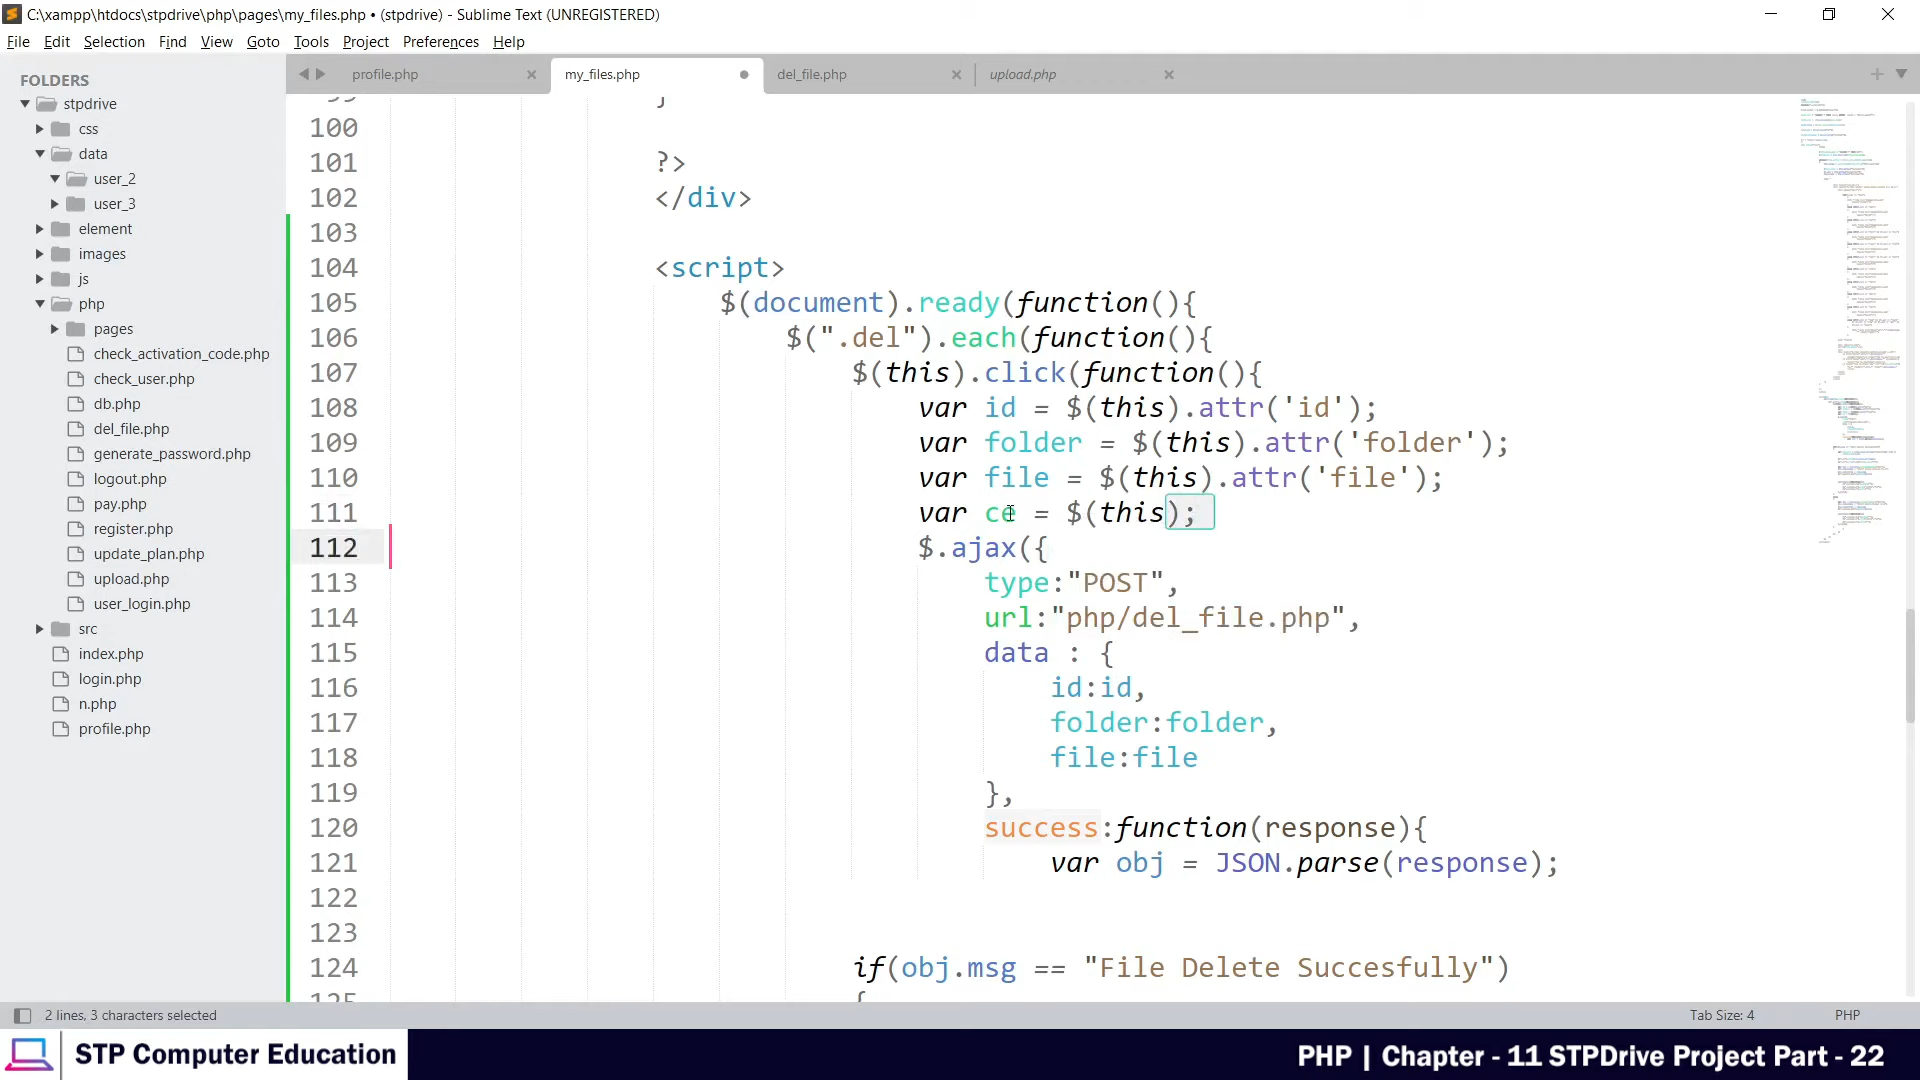 C:\xampp\htdocs\stpdrive\php\pages\my_files.php • (stpdrive) - Sublime Text (UNREGISTERED)
File Edit Selection Find View Goto Tools Project Preferences Help
FOLDERS
stpdrive
css
data
user_2
user_3
element
images
js
php
pages
check_activation_code.php
check_user.php
db.php
del_file.php
generate_password.php
logout.php
pay.php
register.php
update_plan.php
upload.php
user_login.php
src
index.php
login.php
n.php
profile.php
profile.php my_files.php del_file.php upload.php
99 }
100
101 ?>
102 </div>
103
104 <script>
105 $(document).ready(function(){
106 $(".del").each(function(){
107 $(this).click(function(){
108 var id = $(this).attr('id');
109 var folder = $(this).attr('folder');
110 var file = $(this).attr('file');
111 var ce = $(this);
112 $.ajax({
113 type:"POST",
114 url:"php/del_file.php",
115 data : {
116 id:id,
117 folder:folder,
118 file:file
119 },
120 success:function(response){
121 var obj = JSON.parse(response);
122
123
124 if(obj.msg == "File Delete Succesfully")
125 {
2 lines, 3 characters selected Tab Size: 4 PHP
STP Computer Education
PHP | Chapter - 11 STPDrive Project Part - 22